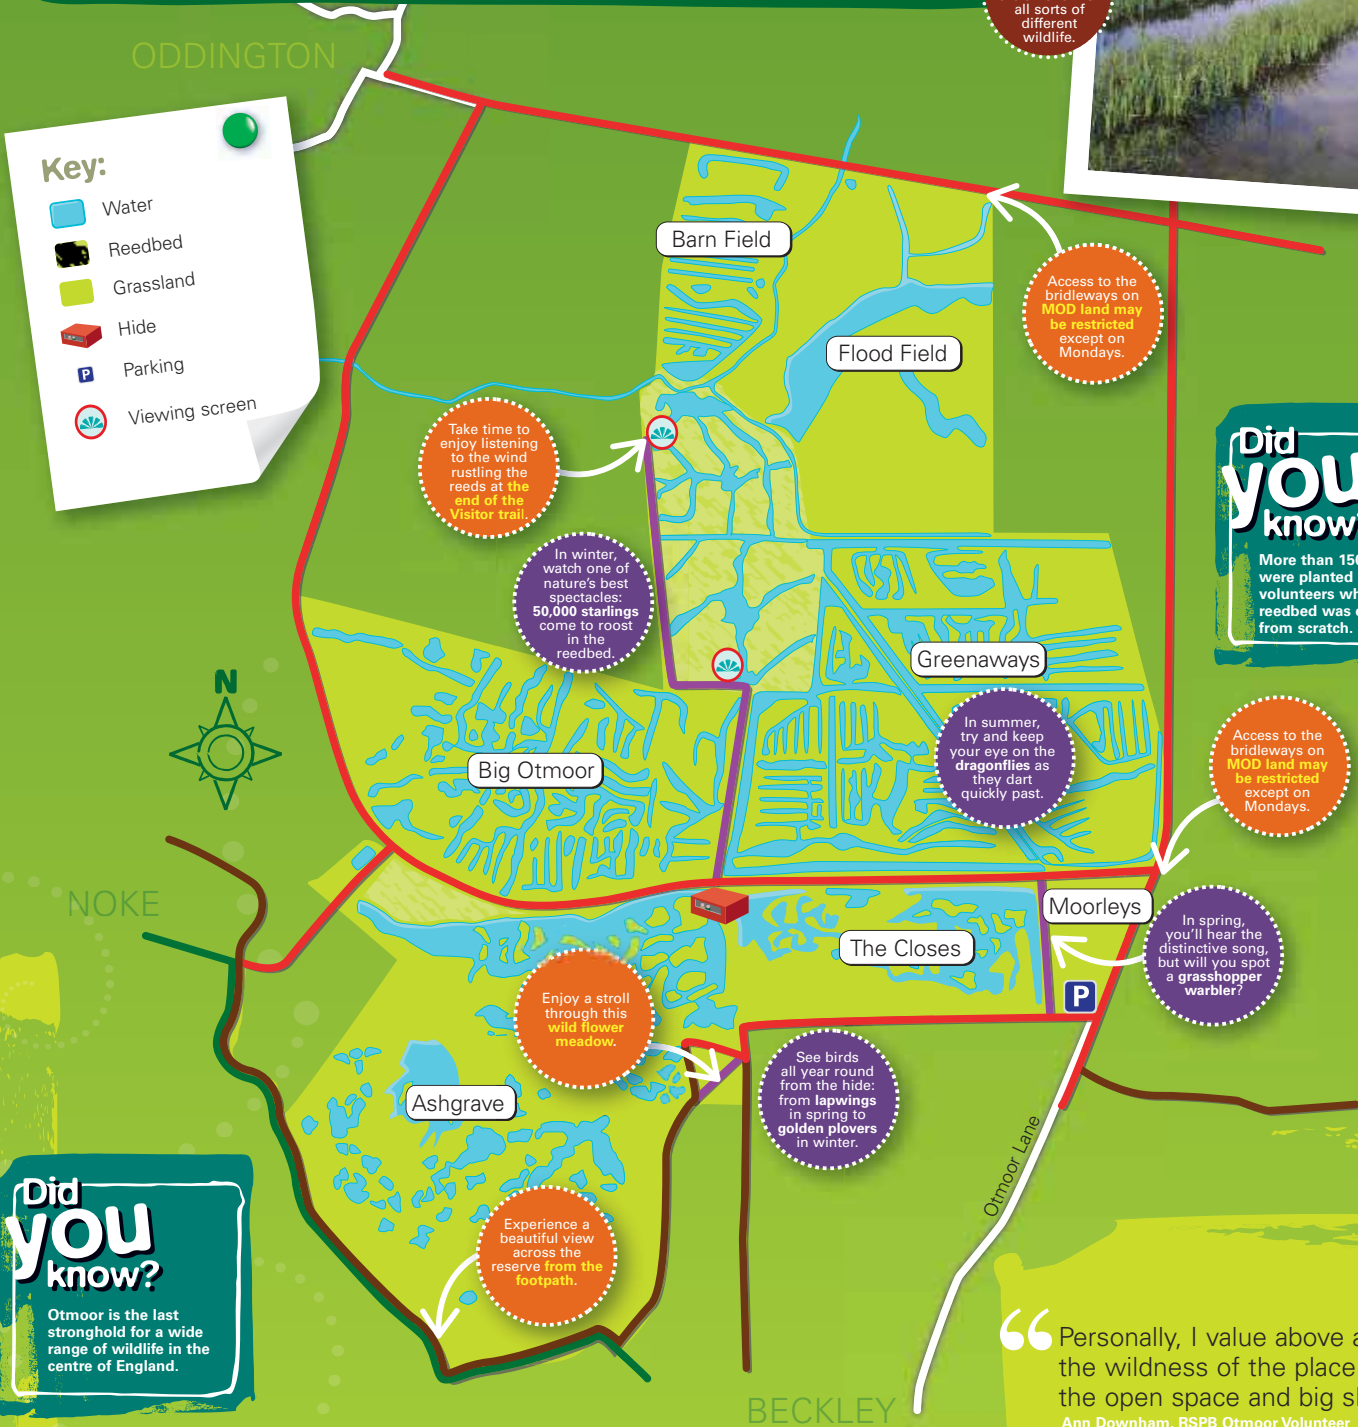 all sorts of
different
wildlife.
ODDINGTON
Key:
Water
Reedbed
Grassland
Hide
P
Parking
Viewing screen
Barn Field
Flood Field
Access to the
bridleways on
MOD land may
be restricted
except on
Mondays.
Take time to
enjoy listening
to the wind
rustling the
reeds at the
end of the
Visitor trail.
In winter,
watch one of
nature's best
spectacles:
50,000 starlings
come to roost
in the
reedbed.
Did
you
know?
More than 150
were planted
volunteers wh
reedbed was c
from scratch.
Greenaways
In summer,
try and keep
your eye on the
dragonflies as
they dart
quickly past.
N
Big Otmoor
Access to the
bridleways on
MOD land may
be restricted
except on
Mondays.
NOKE
Moorleys
The Closes
In spring,
you'll hear the
distinctive song,
but will you spot
a grasshopper
warbler?
P
Enjoy a stroll
through this
wild flower
meadow.
See birds
all year round
from the hide:
from lapwings
in spring to
golden plovers
in winter.
Ashgrave
Otmoor Lane
Experience a
beautiful view
across the
reserve from the
footpath.
Did
you
know?
Otmoor is the last
stronghold for a wide
range of wildlife in the
centre of England.
BECKLEY
“ Personally, I value above a
the wildness of the place
the open space and big s
Ann Downham, RSPB Otmoor Volunteer